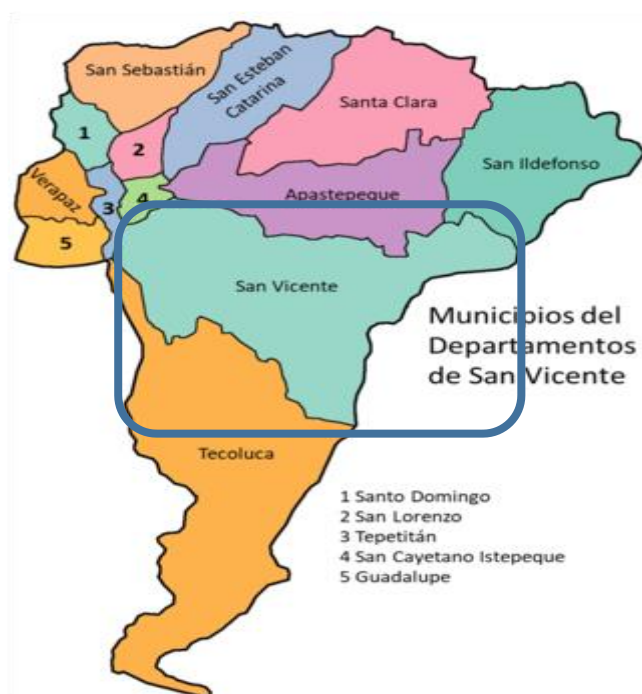 San Sebastián
San Esteban
Catarina
Santa Clara
1
2
San Ildefonso
Verapaz
3
4
Apastepeque
5
San Vicente
Municipios del
Departamentos
de San Vicente
Tecoluca
1 Santo Domingo
2 San Lorenzo
3 Tepetitán
4 San Cayetano Istepeque
5 Guadalupe